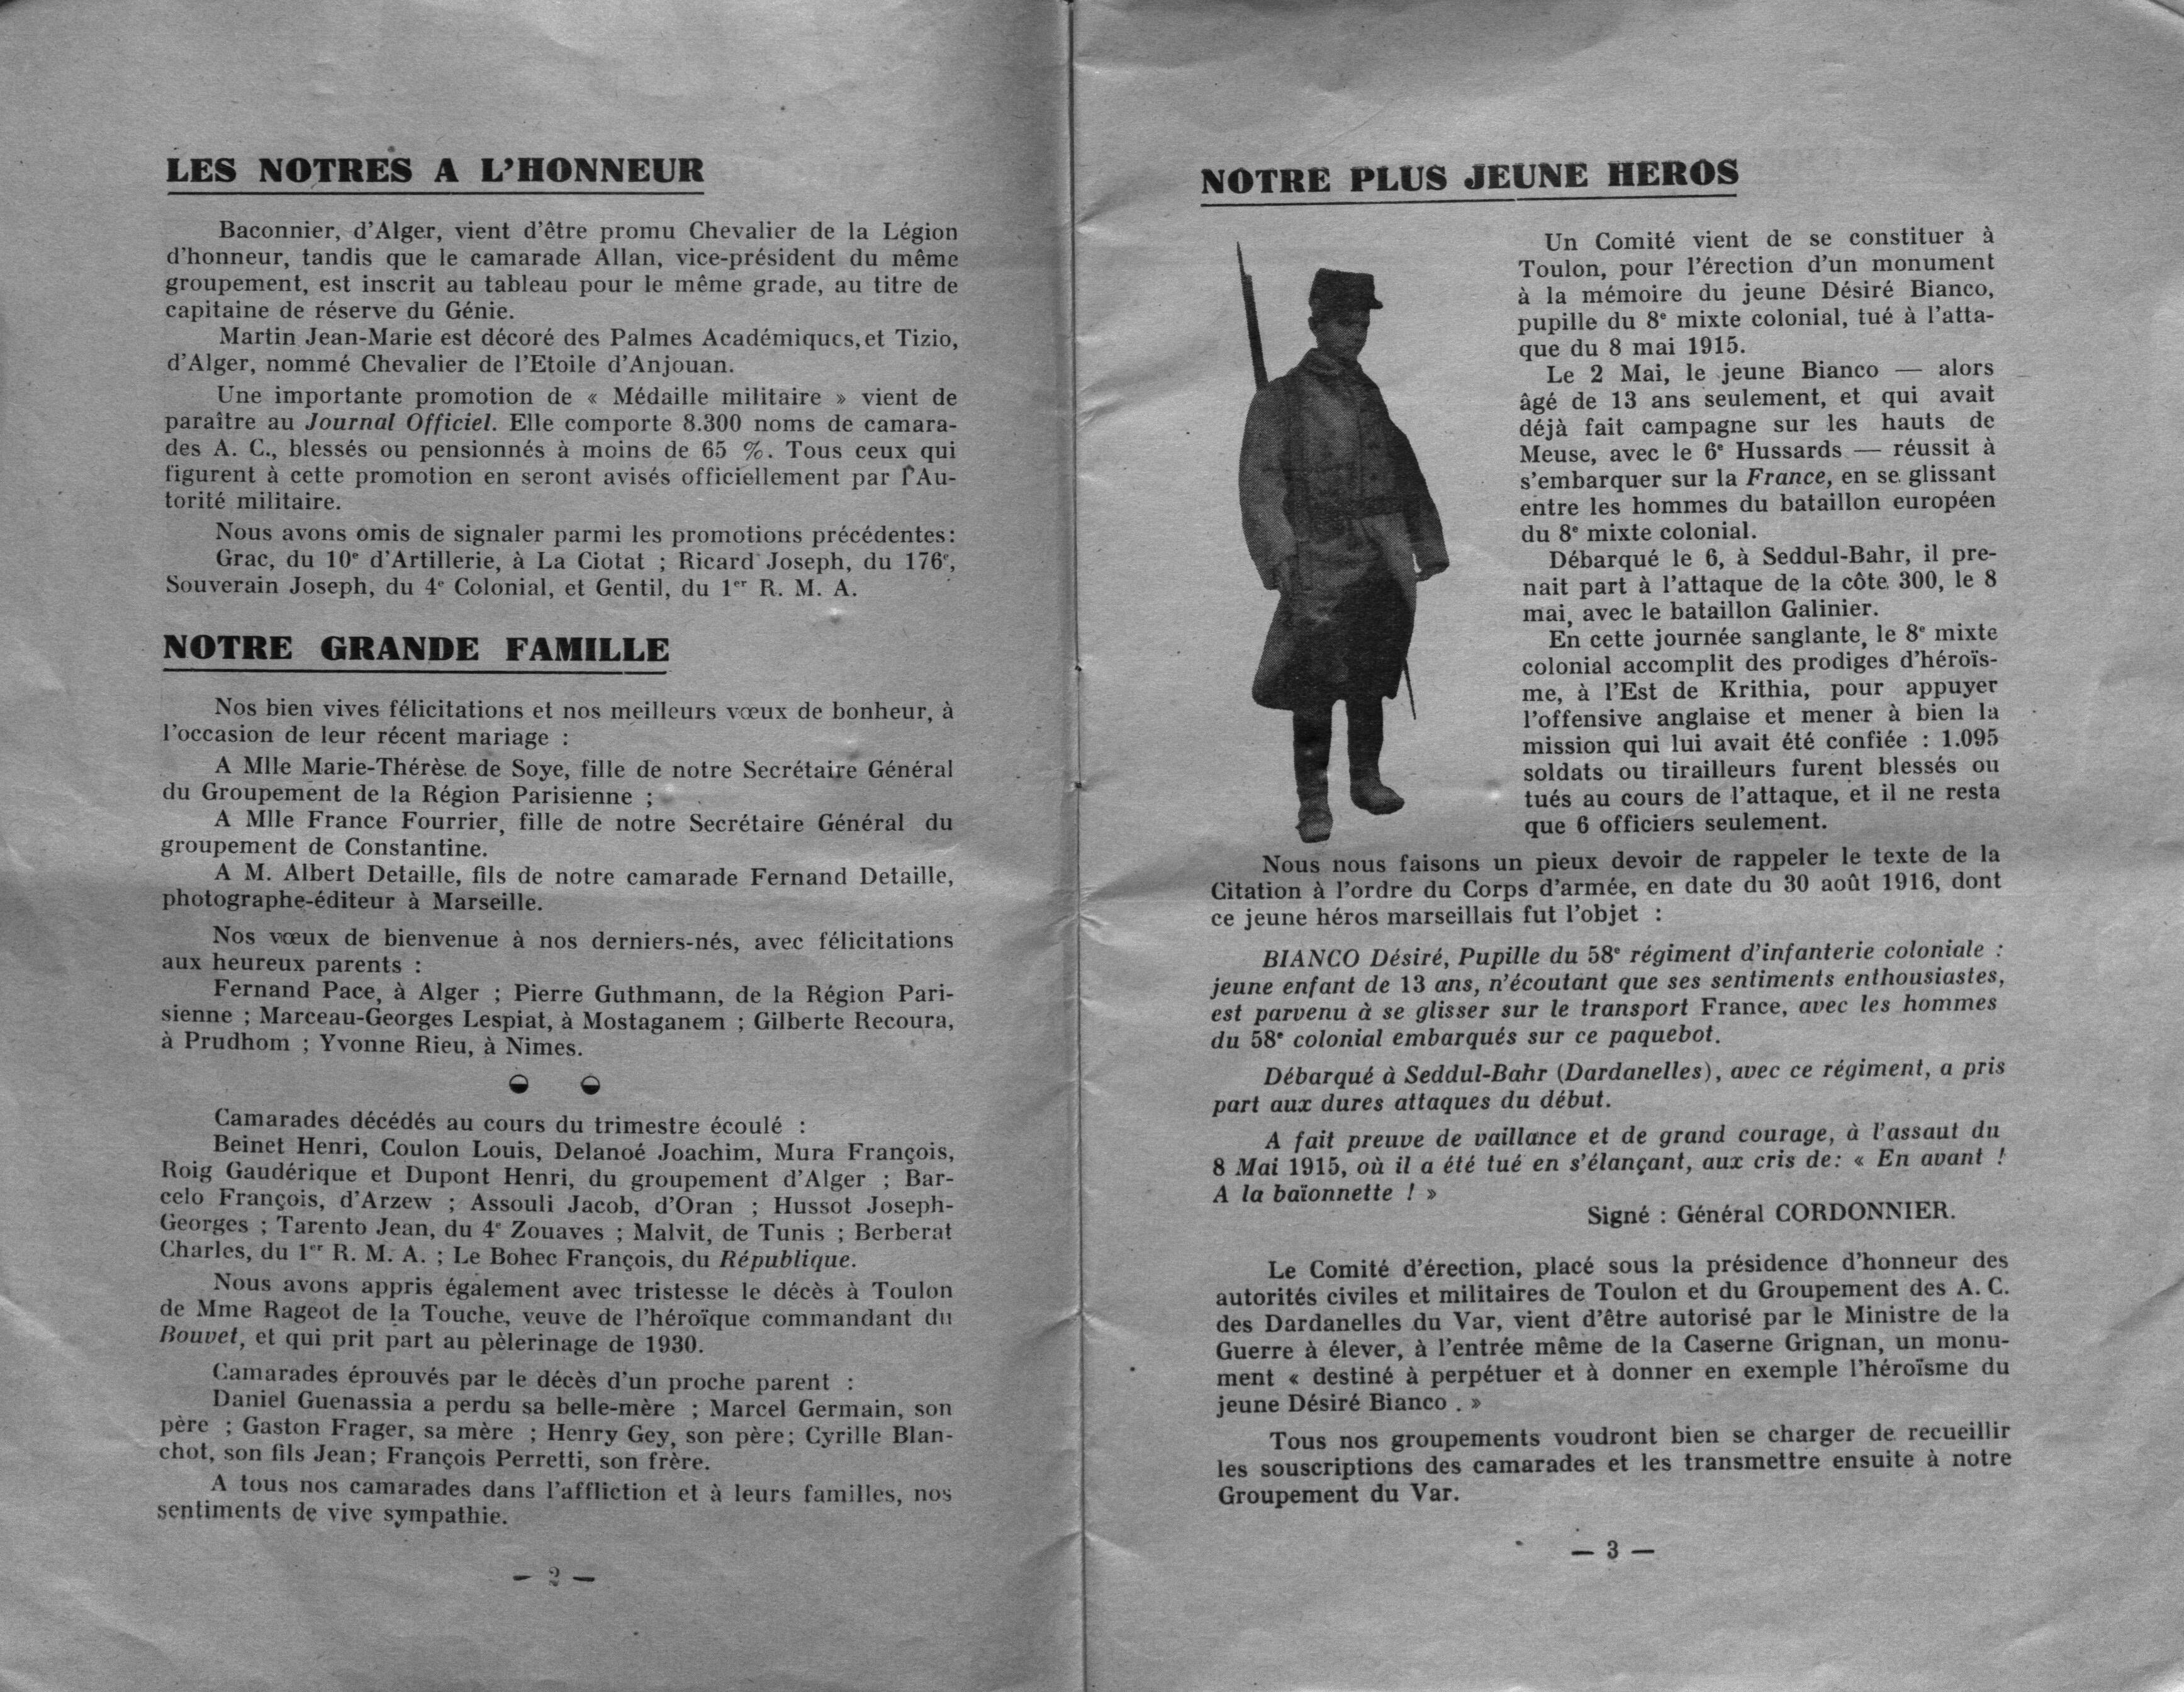 LES NOTRES A L'HONNEUR
Baconnier, d'Alger, vient d'être promu Chevalier de la Légion
d'honneur, tandis que le camarade Allan, vice-président du même
groupement, est inscrit au tableau pour le même grade, au titre de
capitaine de réserve du Génie.
Martin Jean-Marie est décoré des Palmes Académiques, et Tizio,
d'Alger, nommé Chevalier de l'Etoile d'Anjouan.
Une importante promotion de « Médaille militaire » vient de
paraître au Journal Officiel. Elle comporte 8.300 noms de camara-
des A. C., blessés ou pensionnés à moins de 65 %. Tous ceux qui
figurent à cette promotion en seront avisés officiellement par l'Au-
torité militaire.
Nous avons omis de signaler parmi les promotions précédentes:
Grac, du 10e d'Artillerie, à La Ciotat ; Ricard Joseph, du 176e,
Souverain Joseph, du 4e Colonial, et Gentil, du 1er R. M. A.
NOTRE GRANDE FAMILLE
Nos bien vives félicitations et nos meilleurs vœux de bonheur, à
l'occasion de leur récent mariage :
A Mlle Marie-Thérèse de Soye, fille de notre Secrétaire Général
du Groupement de la Région Parisienne ;
A Mlle France Fourrier, fille de notre Secrétaire Général du
groupement de Constantine.
A M. Albert Detaille, fils de notre camarade Fernand Detaille,
photographe-éditeur à Marseille.
Nos vœux de bienvenue à nos derniers-nés, avec félicitations
aux heureux parents :
Fernand Pace, à Alger ; Pierre Guthmann, de la Région Pari-
sienne ; Marceau-Georges Lespiat, à Mostaganem ; Gilberte Recoura,
à Prudhom ; Yvonne Rieu, à Nimes.
Camarades décédés au cours du trimestre écoulé :
Beinet Henri, Coulon Louis, Delanoé Joachim, Mura François,
Roig Gaudérique et Dupont Henri, du groupement d'Alger ; Bar-
celo François, d'Arzew ; Assouli Jacob, d'Oran ; Hussot Joseph-
Georges ; Tarento Jean, du 4e Zouaves ; Malvit, de Tunis ; Berberat
Charles, du 1er R. M. A. ; Le Bohec François, du République.
Nous avons appris également avec tristesse le décès à Toulon
de Mme Rageot de la Touche, veuve de l'héroïque commandant du
Bouvet, et qui prit part au pèlerinage de 1930.
Camarades éprouvés par le décès d'un proche parent :
Daniel Guenassia a perdu sa belle-mère ; Marcel Germain, son
père ; Gaston Frager, sa mère ; Henry Gey, son père; Cyrille Blan-
chot, son fils Jean; François Perretti, son frère.
A tous nos camarades dans l'affliction et à leurs familles, nos
sentiments de vive sympathie.
— 2 —
NOTRE PLUS JEUNE HEROS
Un Comité vient de se constituer à
Toulon, pour l'érection d'un monument
à la mémoire du jeune Désiré Bianco,
pupille du 8e mixte colonial, tué à l'atta-
que du 8 mai 1915.
Le 2 Mai, le jeune Bianco — alors
âgé de 13 ans seulement, et qui avait
déjà fait campagne sur les hauts de
Meuse, avec le 6e Hussards — réussit à
s'embarquer sur la France, en se glissant
entre les hommes du bataillon européen
du 8e mixte colonial.
Débarqué le 6, à Seddul-Bahr, il pre-
nait part à l'attaque de la côte 300, le 8
mai, avec le bataillon Galinier.
En cette journée sanglante, le 8e mixte
colonial accomplit des prodiges d'héroïs-
me, à l'Est de Krithia, pour appuyer
l'offensive anglaise et mener à bien la
mission qui lui avait été confiée : 1.095
soldats ou tirailleurs furent blessés ou
tués au cours de l'attaque, et il ne resta
que 6 officiers seulement.
Nous nous faisons un pieux devoir de rappeler le texte de la
Citation à l'ordre du Corps d'armée, en date du 30 août 1916, dont
ce jeune héros marseillais fut l'objet :
BIANCO Désiré, Pupille du 58e régiment d'infanterie coloniale :
jeune enfant de 13 ans, n'écoutant que ses sentiments enthousiastes,
est parvenu à se glisser sur le transport France, avec les hommes
du 58e colonial embarqués sur ce paquebot.
Débarqué à Seddul-Bahr (Dardanelles), avec ce régiment, a pris
part aux dures attaques du début.
A fait preuve de vaillance et de grand courage, à l'assaut du
8 Mai 1915, où il a été tué en s'élançant, aux cris de: « En avant !
A la baïonnette ! »
Signé : Général CORDONNIER.
Le Comité d'érection, placé sous la présidence d'honneur des
autorités civiles et militaires de Toulon et du Groupement des A. C.
des Dardanelles du Var, vient d'être autorisé par le Ministre de la
Guerre à élever, à l'entrée même de la Caserne Grignan, un monu-
ment « destiné à perpétuer et à donner en exemple l'héroïsme du
jeune Désiré Bianco . »
Tous nos groupements voudront bien se charger de recueillir
les souscriptions des camarades et les transmettre ensuite à notre
Groupement du Var.
— 3 —